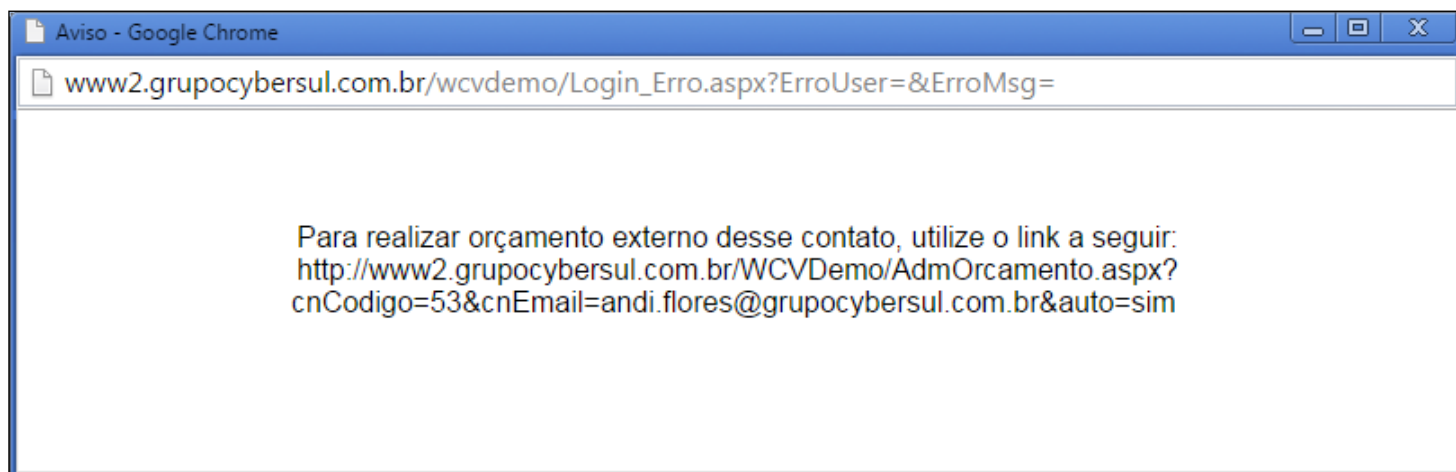 Aviso - Google Chrome
www2.grupocybersul.com.br/wcvdemo/Login_Erro.aspx?ErroUser=&ErroMsg=
Para realizar orçamento externo desse contato, utilize o link a seguir:
http://www2.grupocybersul.com.br/WCVDemo/AdmOrcamento.aspx?
cnCodigo=53&cnEmail=andi.flores@grupocybersul.com.br&auto=sim